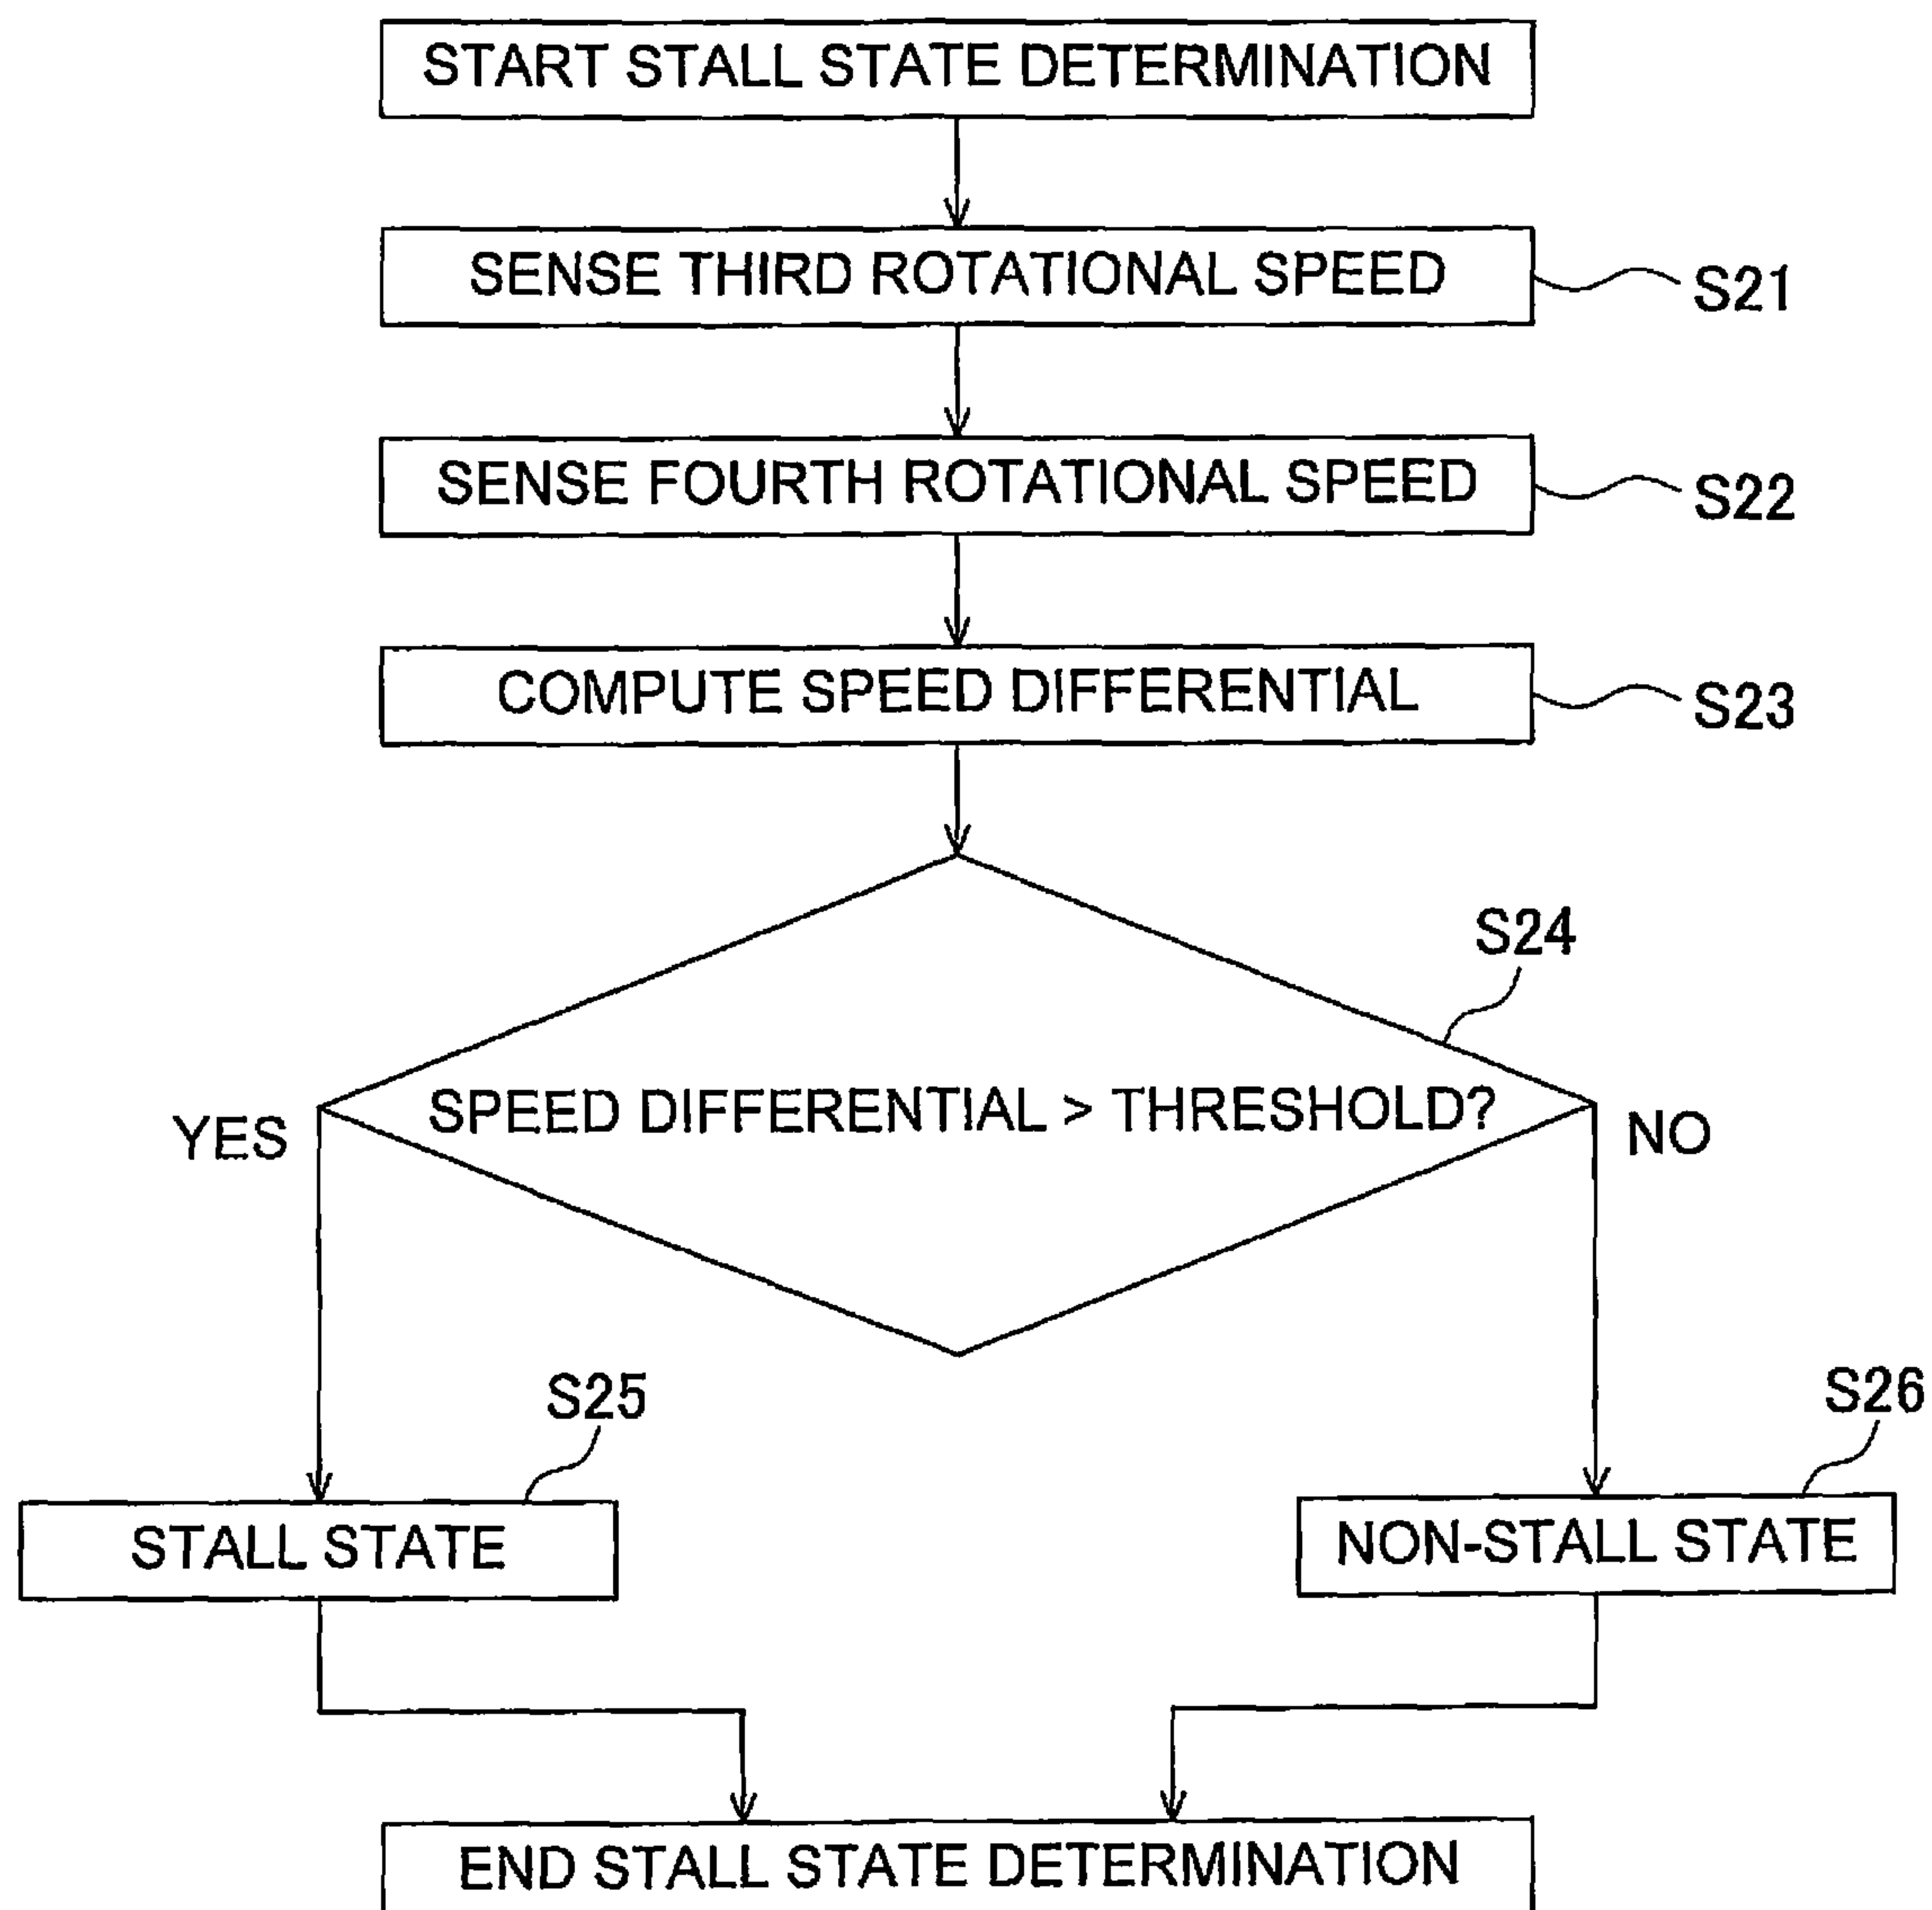 START STALL STATE DETERMINATION
SENSE THIRD ROTATIONAL SPEED
S21
SENSE FOURTH ROTATIONAL SPEED
S22
COMPUTE SPEED DIFFERENTIAL
S23
S24
SPEED DIFFERENTIAL > THRESHOLD?
YES
NO
S25
S26
STALL STATE
NON-STALL STATE
END STALL STATE DETERMINATION